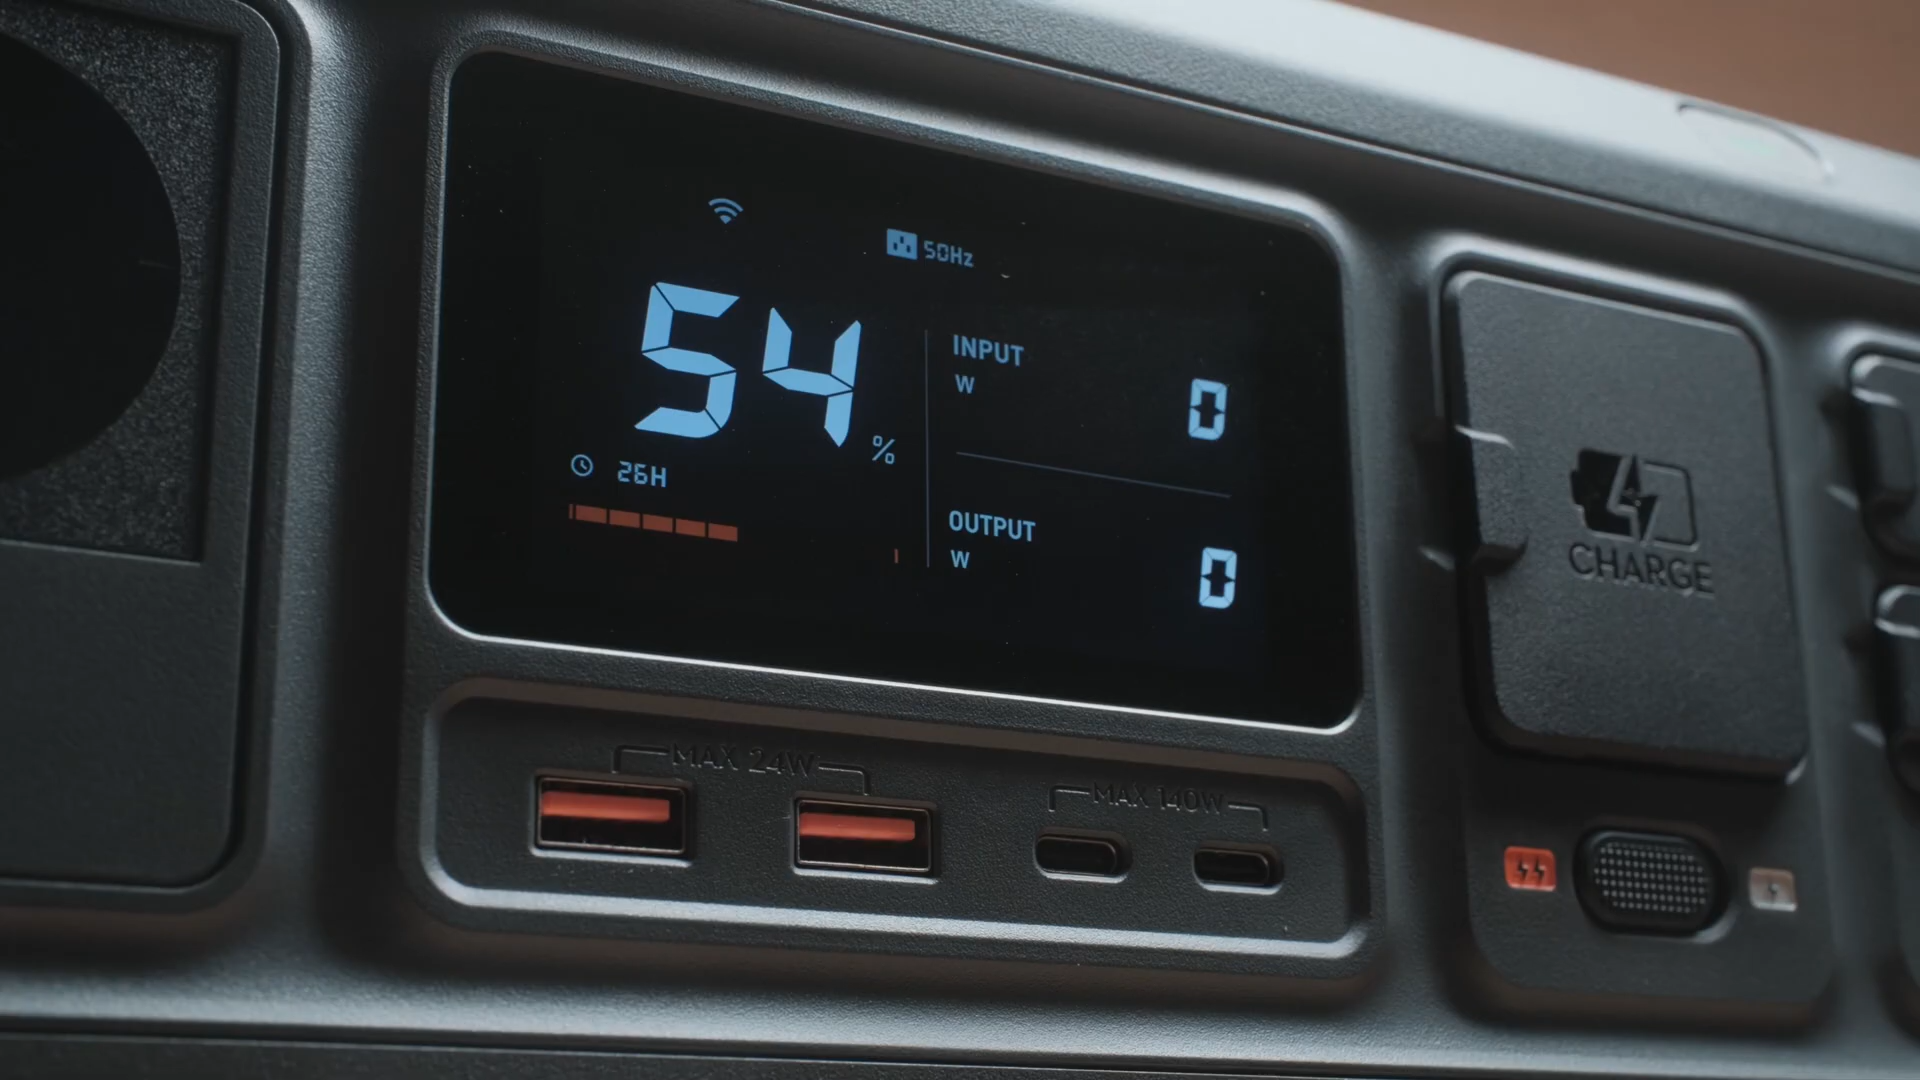 50Hz
54%
26H
INPUT
W
0
OUTPUT
W
0
MAX 24W
MAX 140W
CHARGE